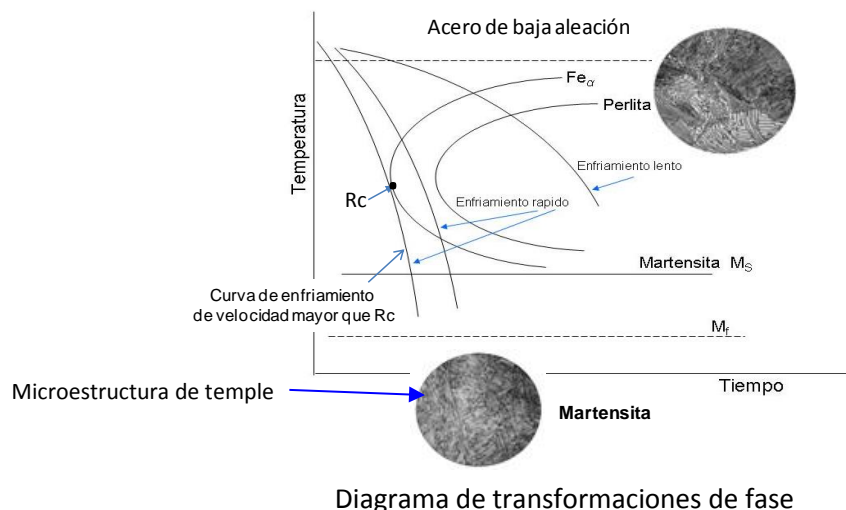 Acero de baja aleación
Temperatura
Feα
Perlita
Enfriamiento lento
Rc
Enfriamiento rapido
Martensita Ms
Curva de enfriamiento
de velocidad mayor que Rc
Mf
Tiempo
Microestructura de temple
Martensita
Diagrama de transformaciones de fase